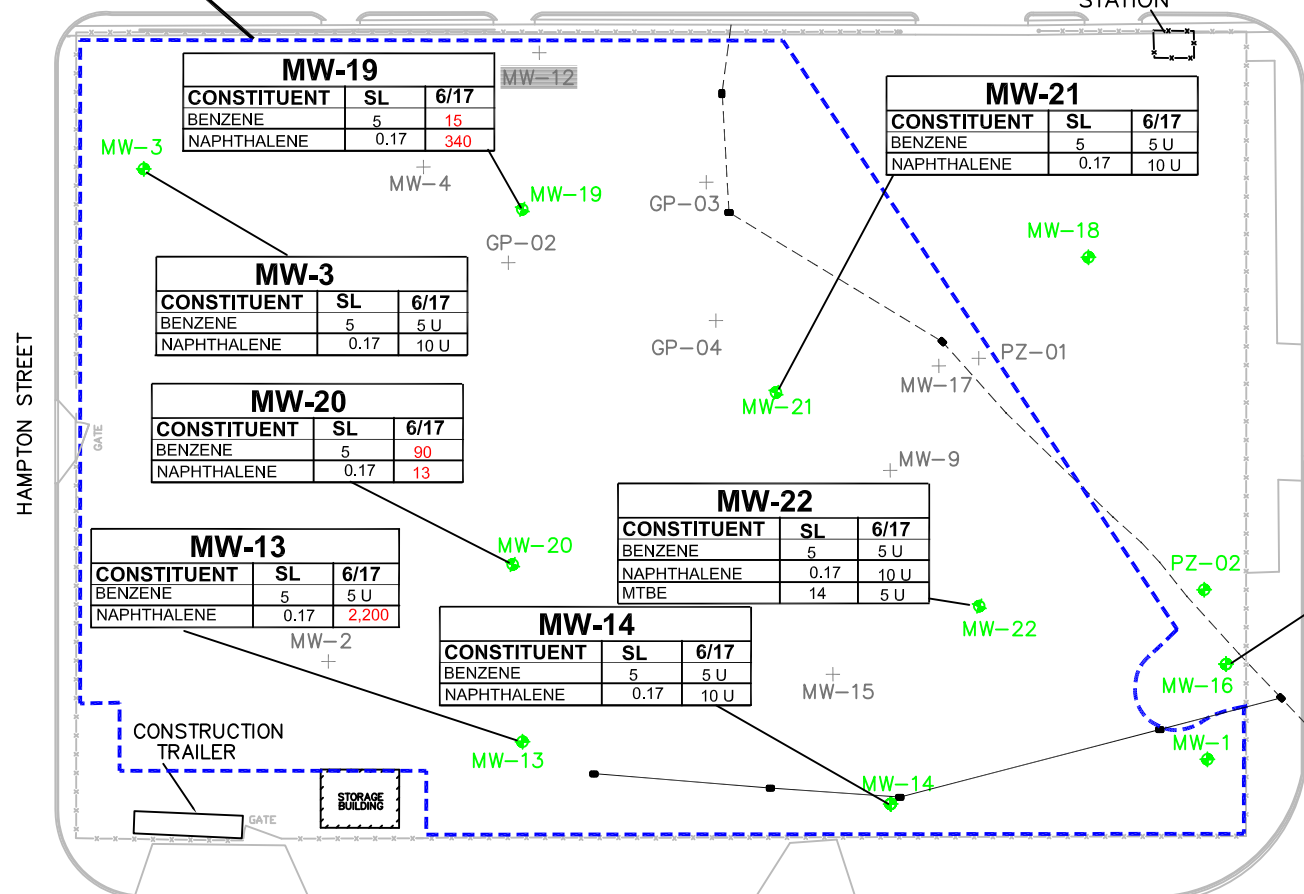 STATION
MW-19
CONSTITUENT SL 6/17
BENZENE 5 15
NAPHTHALENE 0.17 340
MW-12
MW-21
CONSTITUENT SL 6/17
BENZENE 5 5 U
NAPHTHALENE 0.17 10 U
MW-3
MW-4
MW-19
GP-03
GP-02
MW-18
MW-3
CONSTITUENT SL 6/17
BENZENE 5 5 U
NAPHTHALENE 0.17 10 U
HAMPTON STREET
GP-04
PZ-01
MW-17
MW-21
MW-20
CONSTITUENT SL 6/17
BENZENE 5 90
NAPHTHALENE 0.17 13
GATE
MW-9
MW-22
CONSTITUENT SL 6/17
BENZENE 5 5 U
NAPHTHALENE 0.17 10 U
MTBE 14 5 U
MW-20
PZ-02
MW-13
CONSTITUENT SL 6/17
BENZENE 5 5 U
NAPHTHALENE 0.17 2,200
MW-2
MW-22
MW-14
CONSTITUENT SL 6/17
BENZENE 5 5 U
NAPHTHALENE 0.17 10 U
MW-15
MW-16
CONSTRUCTION
TRAILER
MW-13
MW-1
MW-14
STORAGE
BUILDING
GATE